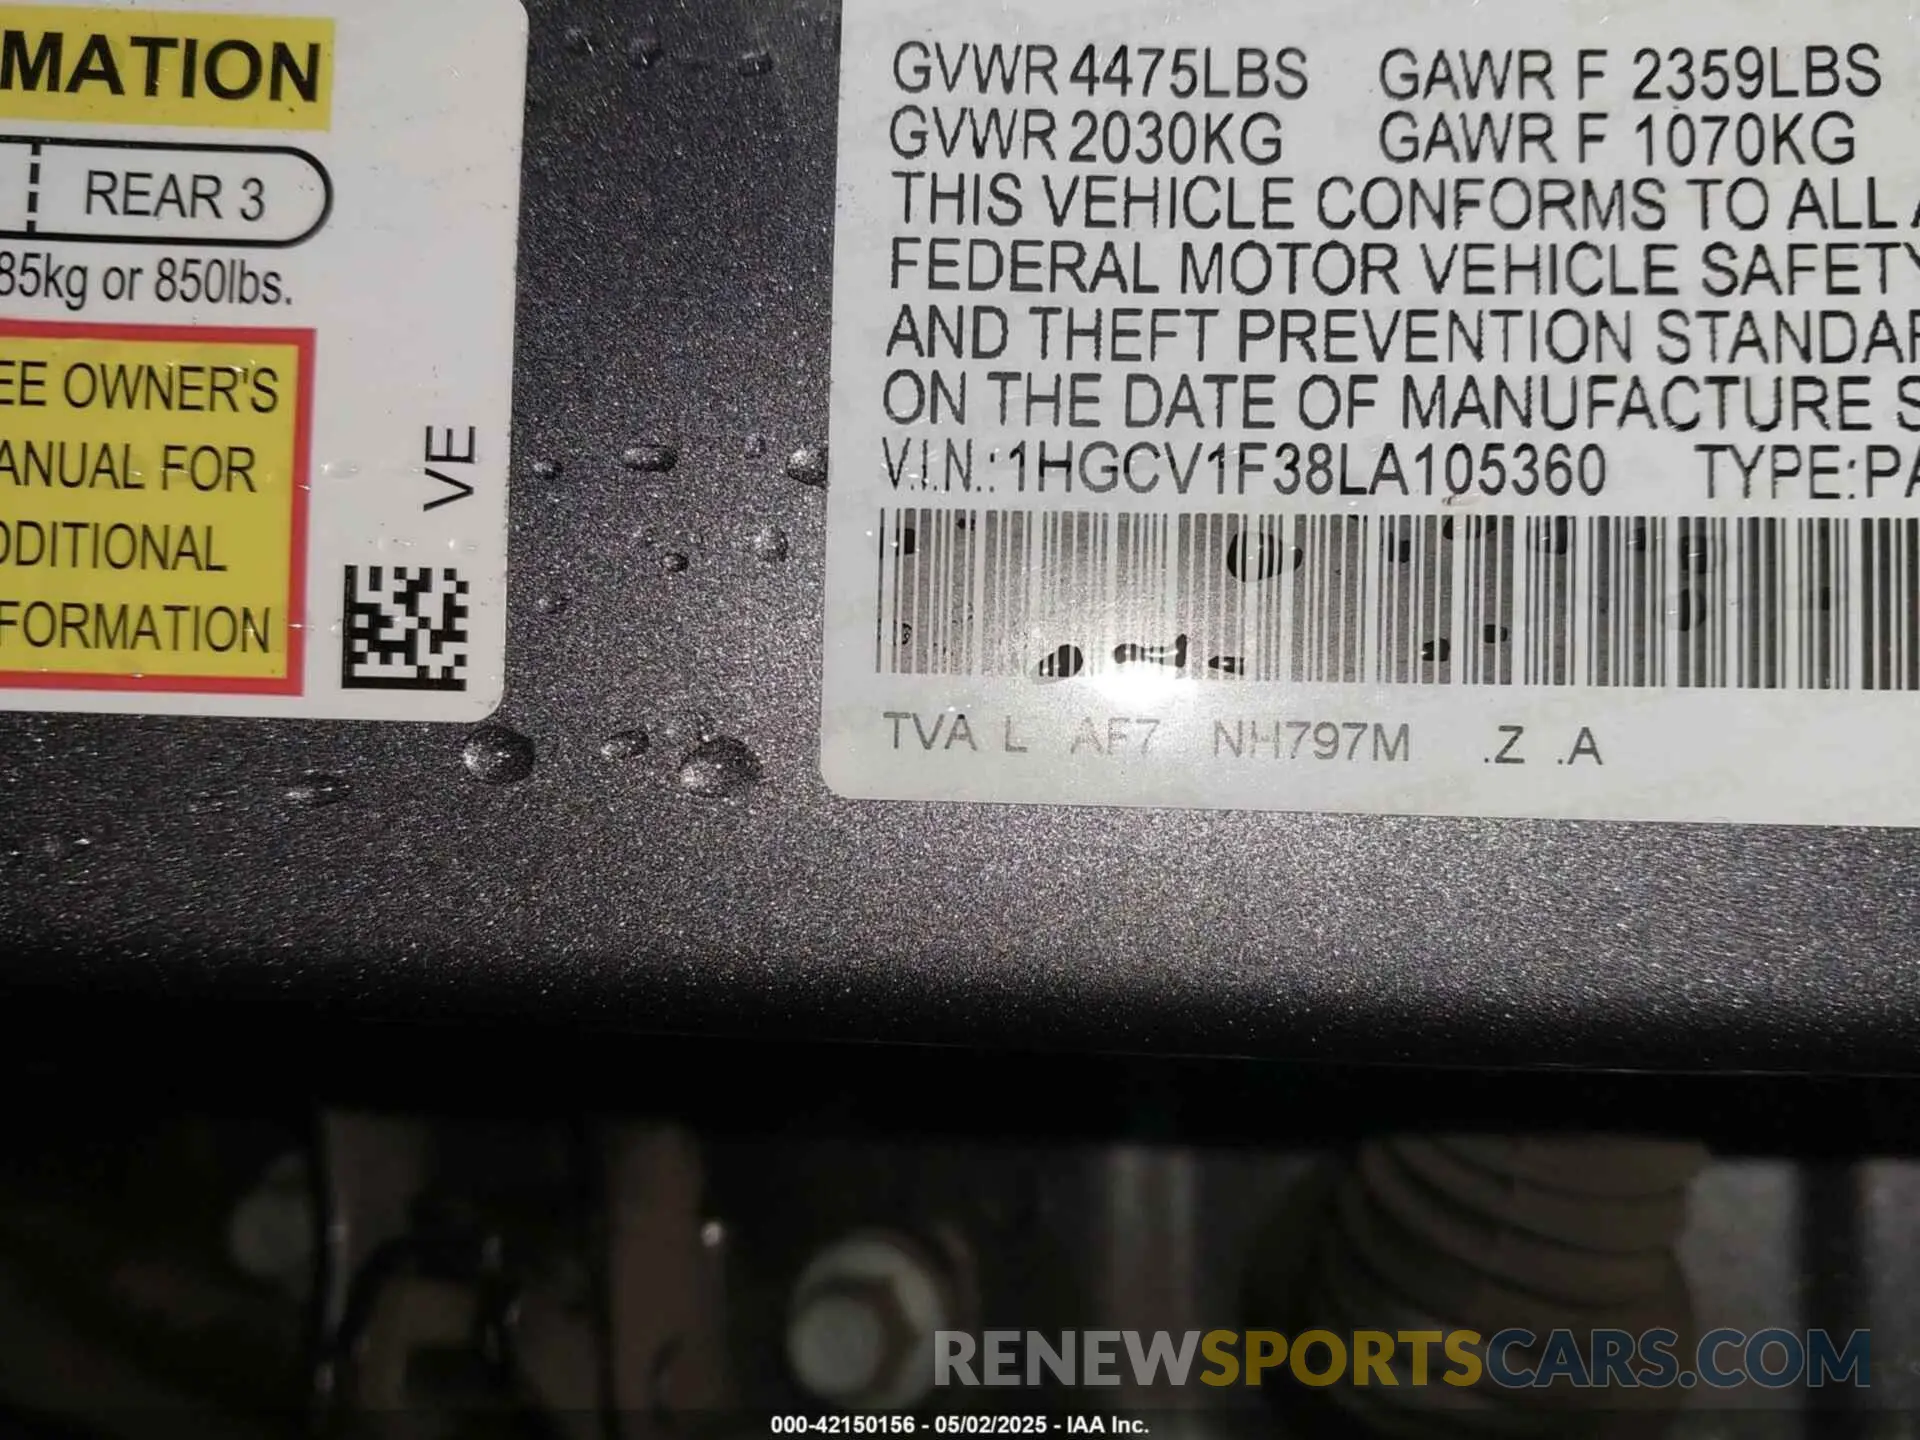 MATION
REAR 3
85kg or 850lbs.
EE OWNER'S
ANUAL FOR
DDITIONAL
FORMATION
VE
GVWR 4475LBS GAWR F 2359LBS
GVWR 2030KG GAWR F 1070KG
THIS VEHICLE CONFORMS TO ALL A
FEDERAL MOTOR VEHICLE SAFETY
AND THEFT PREVENTION STANDAR
ON THE DATE OF MANUFACTURE S
V.I.N.:1HGCV1F38LA105360 TYPE:PA
TVA L AF7 NH797M .Z .A
RENEWSPORTSCARS.COM
000-42150156 - 05/02/2025 - IAA Inc.